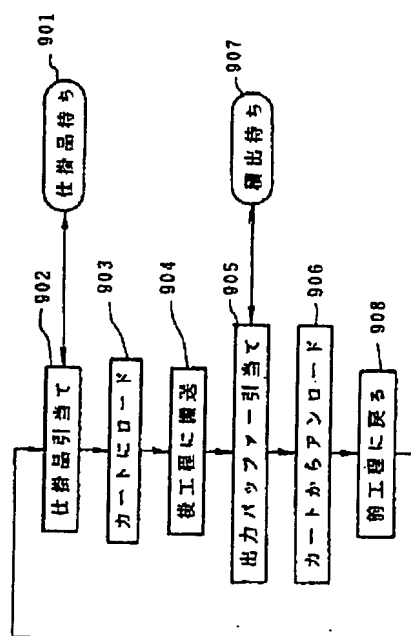 901
仕掛品待ち
902
仕掛品引当て
903
カートにロード
904
後工程に搬送
907
積出待ち
905
出力バッファー引当て
906
カートからアンロード
908
前工程に戻る